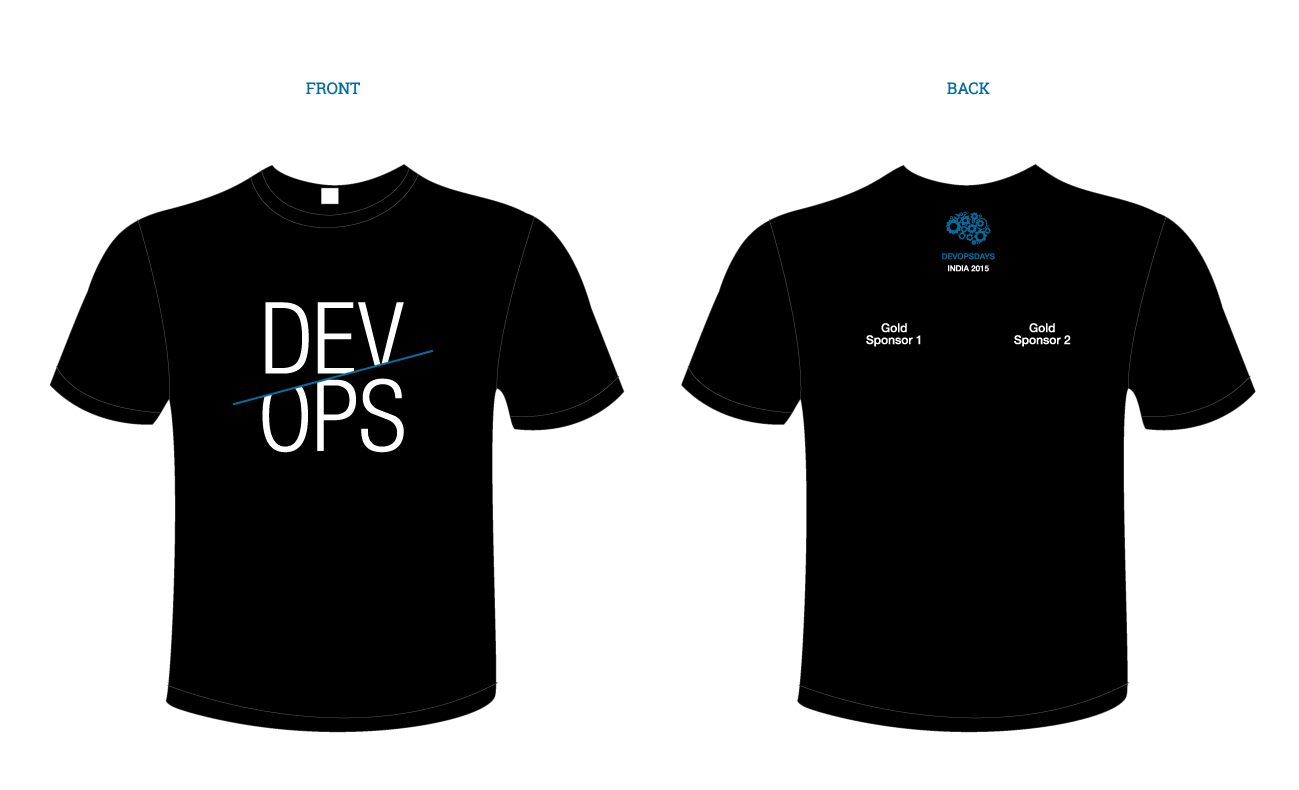 FRONT
DEV
OPS
BACK
DEVOPSDAYS
INDIA 2015
Gold
Sponsor 1
Gold
Sponsor 2